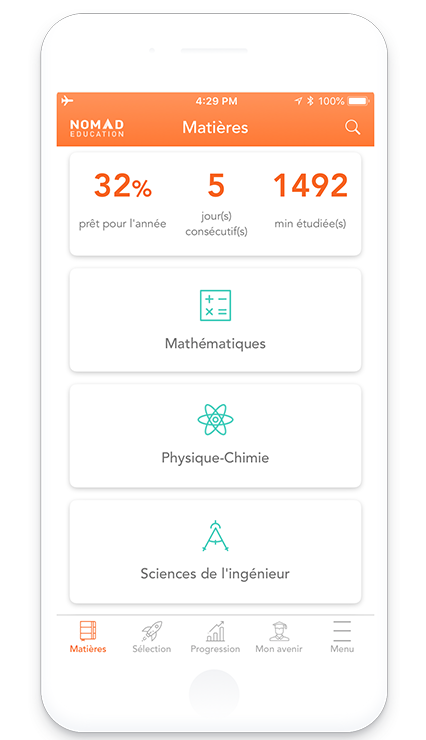 4:29 PM
100%
NOMAD
EDUCATION
Matières
32%
5
1492
prêt pour l'année
jour(s)
consécutif(s)
min étudiée(s)
Mathématiques
Physique-Chimie
Sciences de l'ingénieur
Matières
Sélection
Progression
Mon avenir
Menu